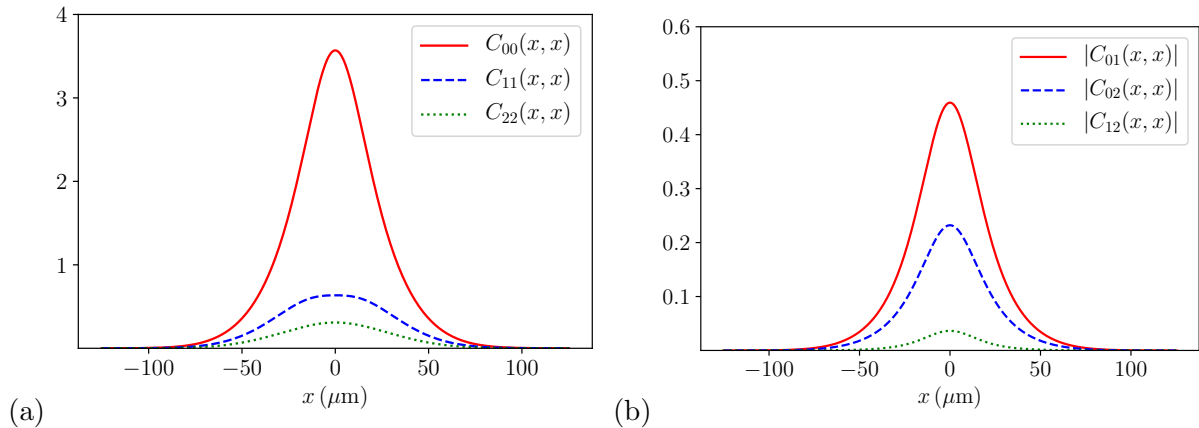 4
3
2
1
−100
−50
0
50
100
x (μm)
C₀₀(x, x)
C₁₁(x, x)
C₂₂(x, x)
(a)
0.6
0.5
0.4
0.3
0.2
0.1
−100
−50
0
50
100
x (μm)
|C₀₁(x, x)|
|C₀₂(x, x)|
|C₁₂(x, x)|
(b)